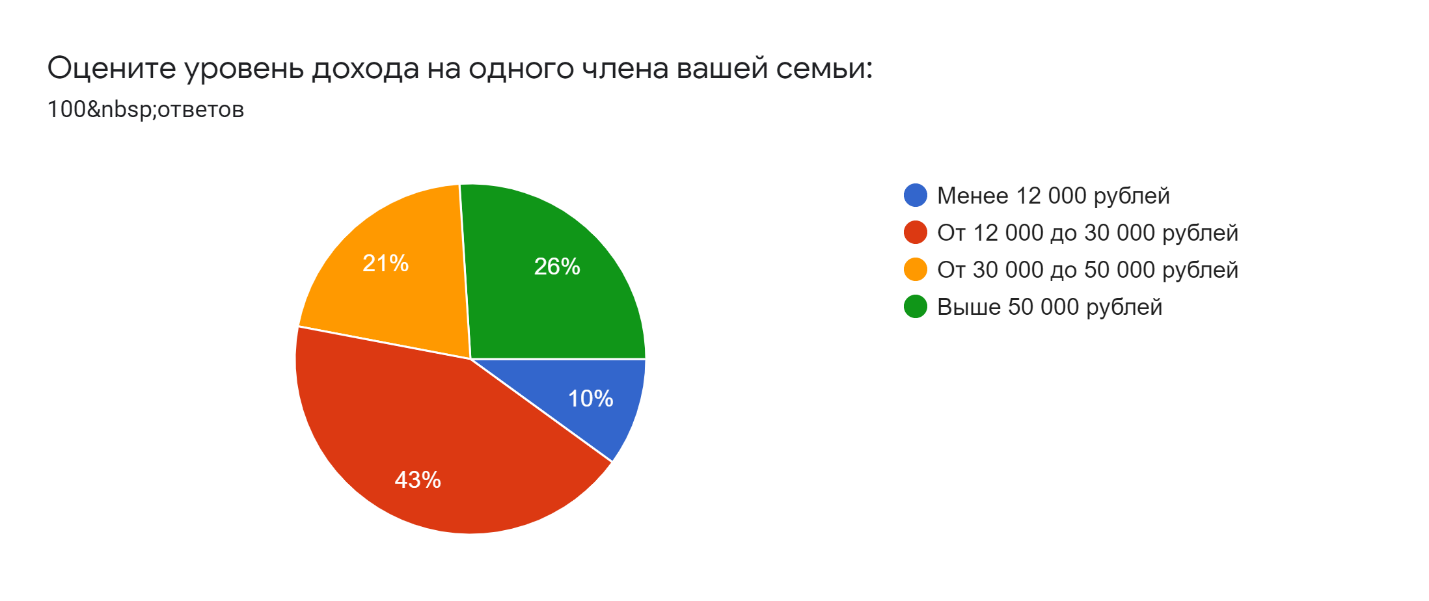 Оцените уровень дохода на одного члена вашей семьи:
100&nbsp;ответов
Менее 12 000 рублей
От 12 000 до 30 000 рублей
От 30 000 до 50 000 рублей
Выше 50 000 рублей
21%
26%
10%
43%